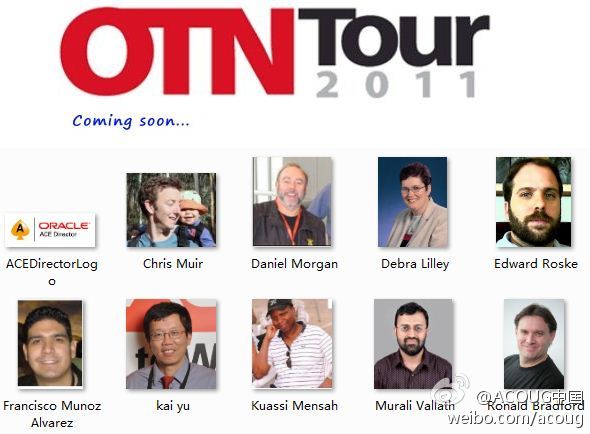 OTN Tour
2011
Coming soon...
A
ORACLE
ACE Director
ACEDirectorLog
o
Chris Muir
Daniel Morgan
Debra Lilley
Edward Roske
Francisco Munoz
Alvarez
kai yu
Kuassi Mensah
Murali Vallath
Ronald Bradford
@ACOUG中国
weibo.com/acoug